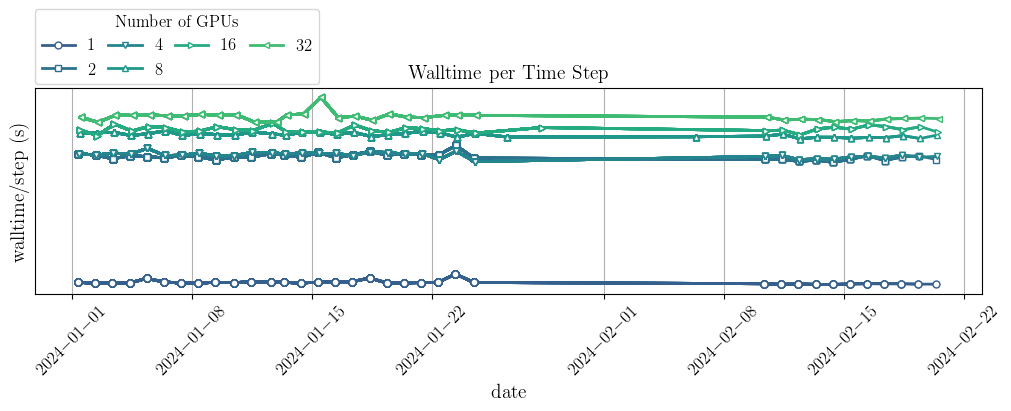 Number of GPUs
1 4 16 32
2 8
Walltime per Time Step
walltime/step (s)
2024−01−01 2024−01−08 2024−01−15 2024−01−22 2024−02−01 2024−02−08 2024−02−15 2024−02−22
date